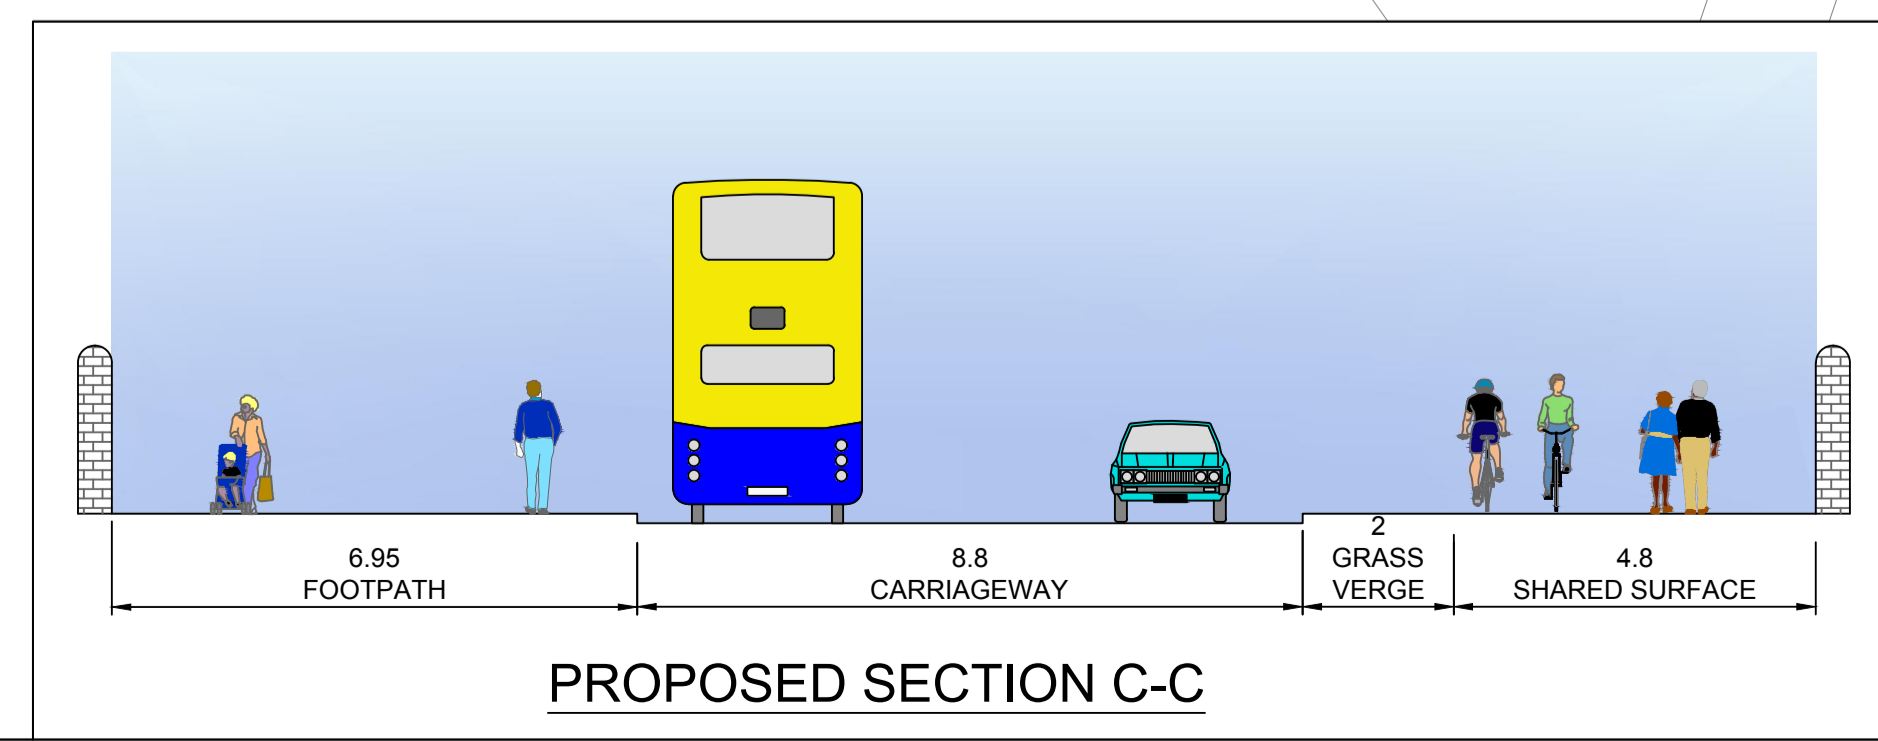 6.95
FOOTPATH
8.8
CARRIAGEWAY
2
GRASS
VERGE
4.8
SHARED SURFACE
PROPOSED SECTION C-C